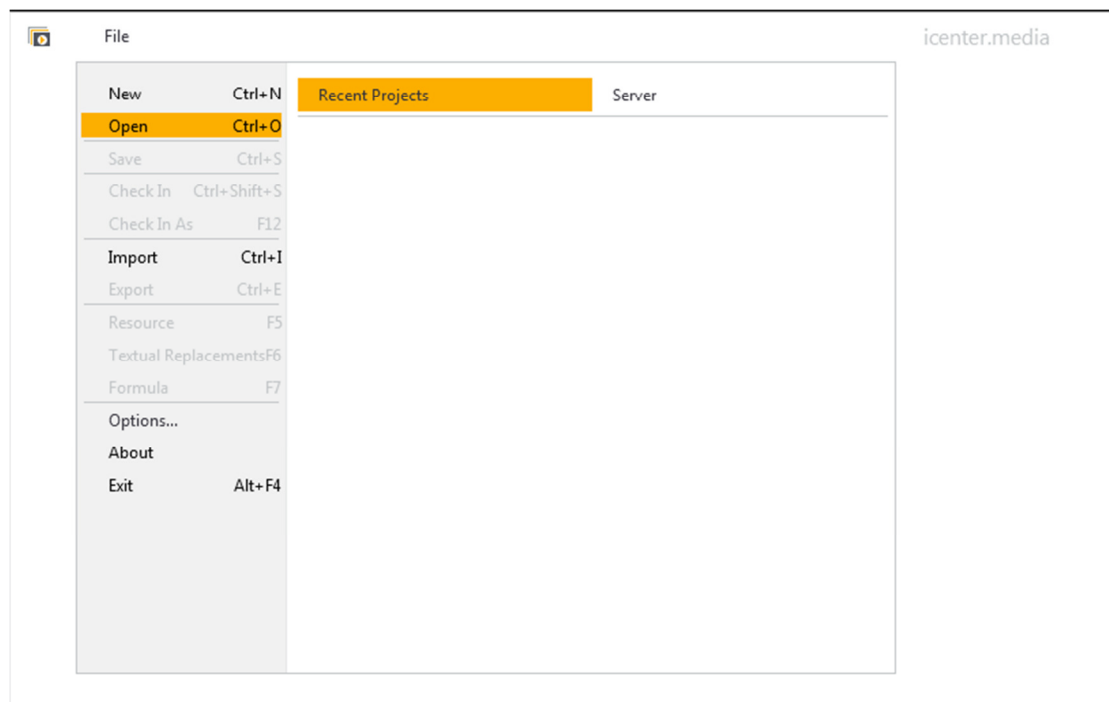 File icenter.media
New Ctrl+N Recent Projects Server
Open Ctrl+O
Save Ctrl+S
Check In Ctrl+Shift+S
Check In As F12
Import Ctrl+I
Export Ctrl+E
Resource F5
Textual ReplacementsF6
Formula F7
Options...
About
Exit Alt+F4